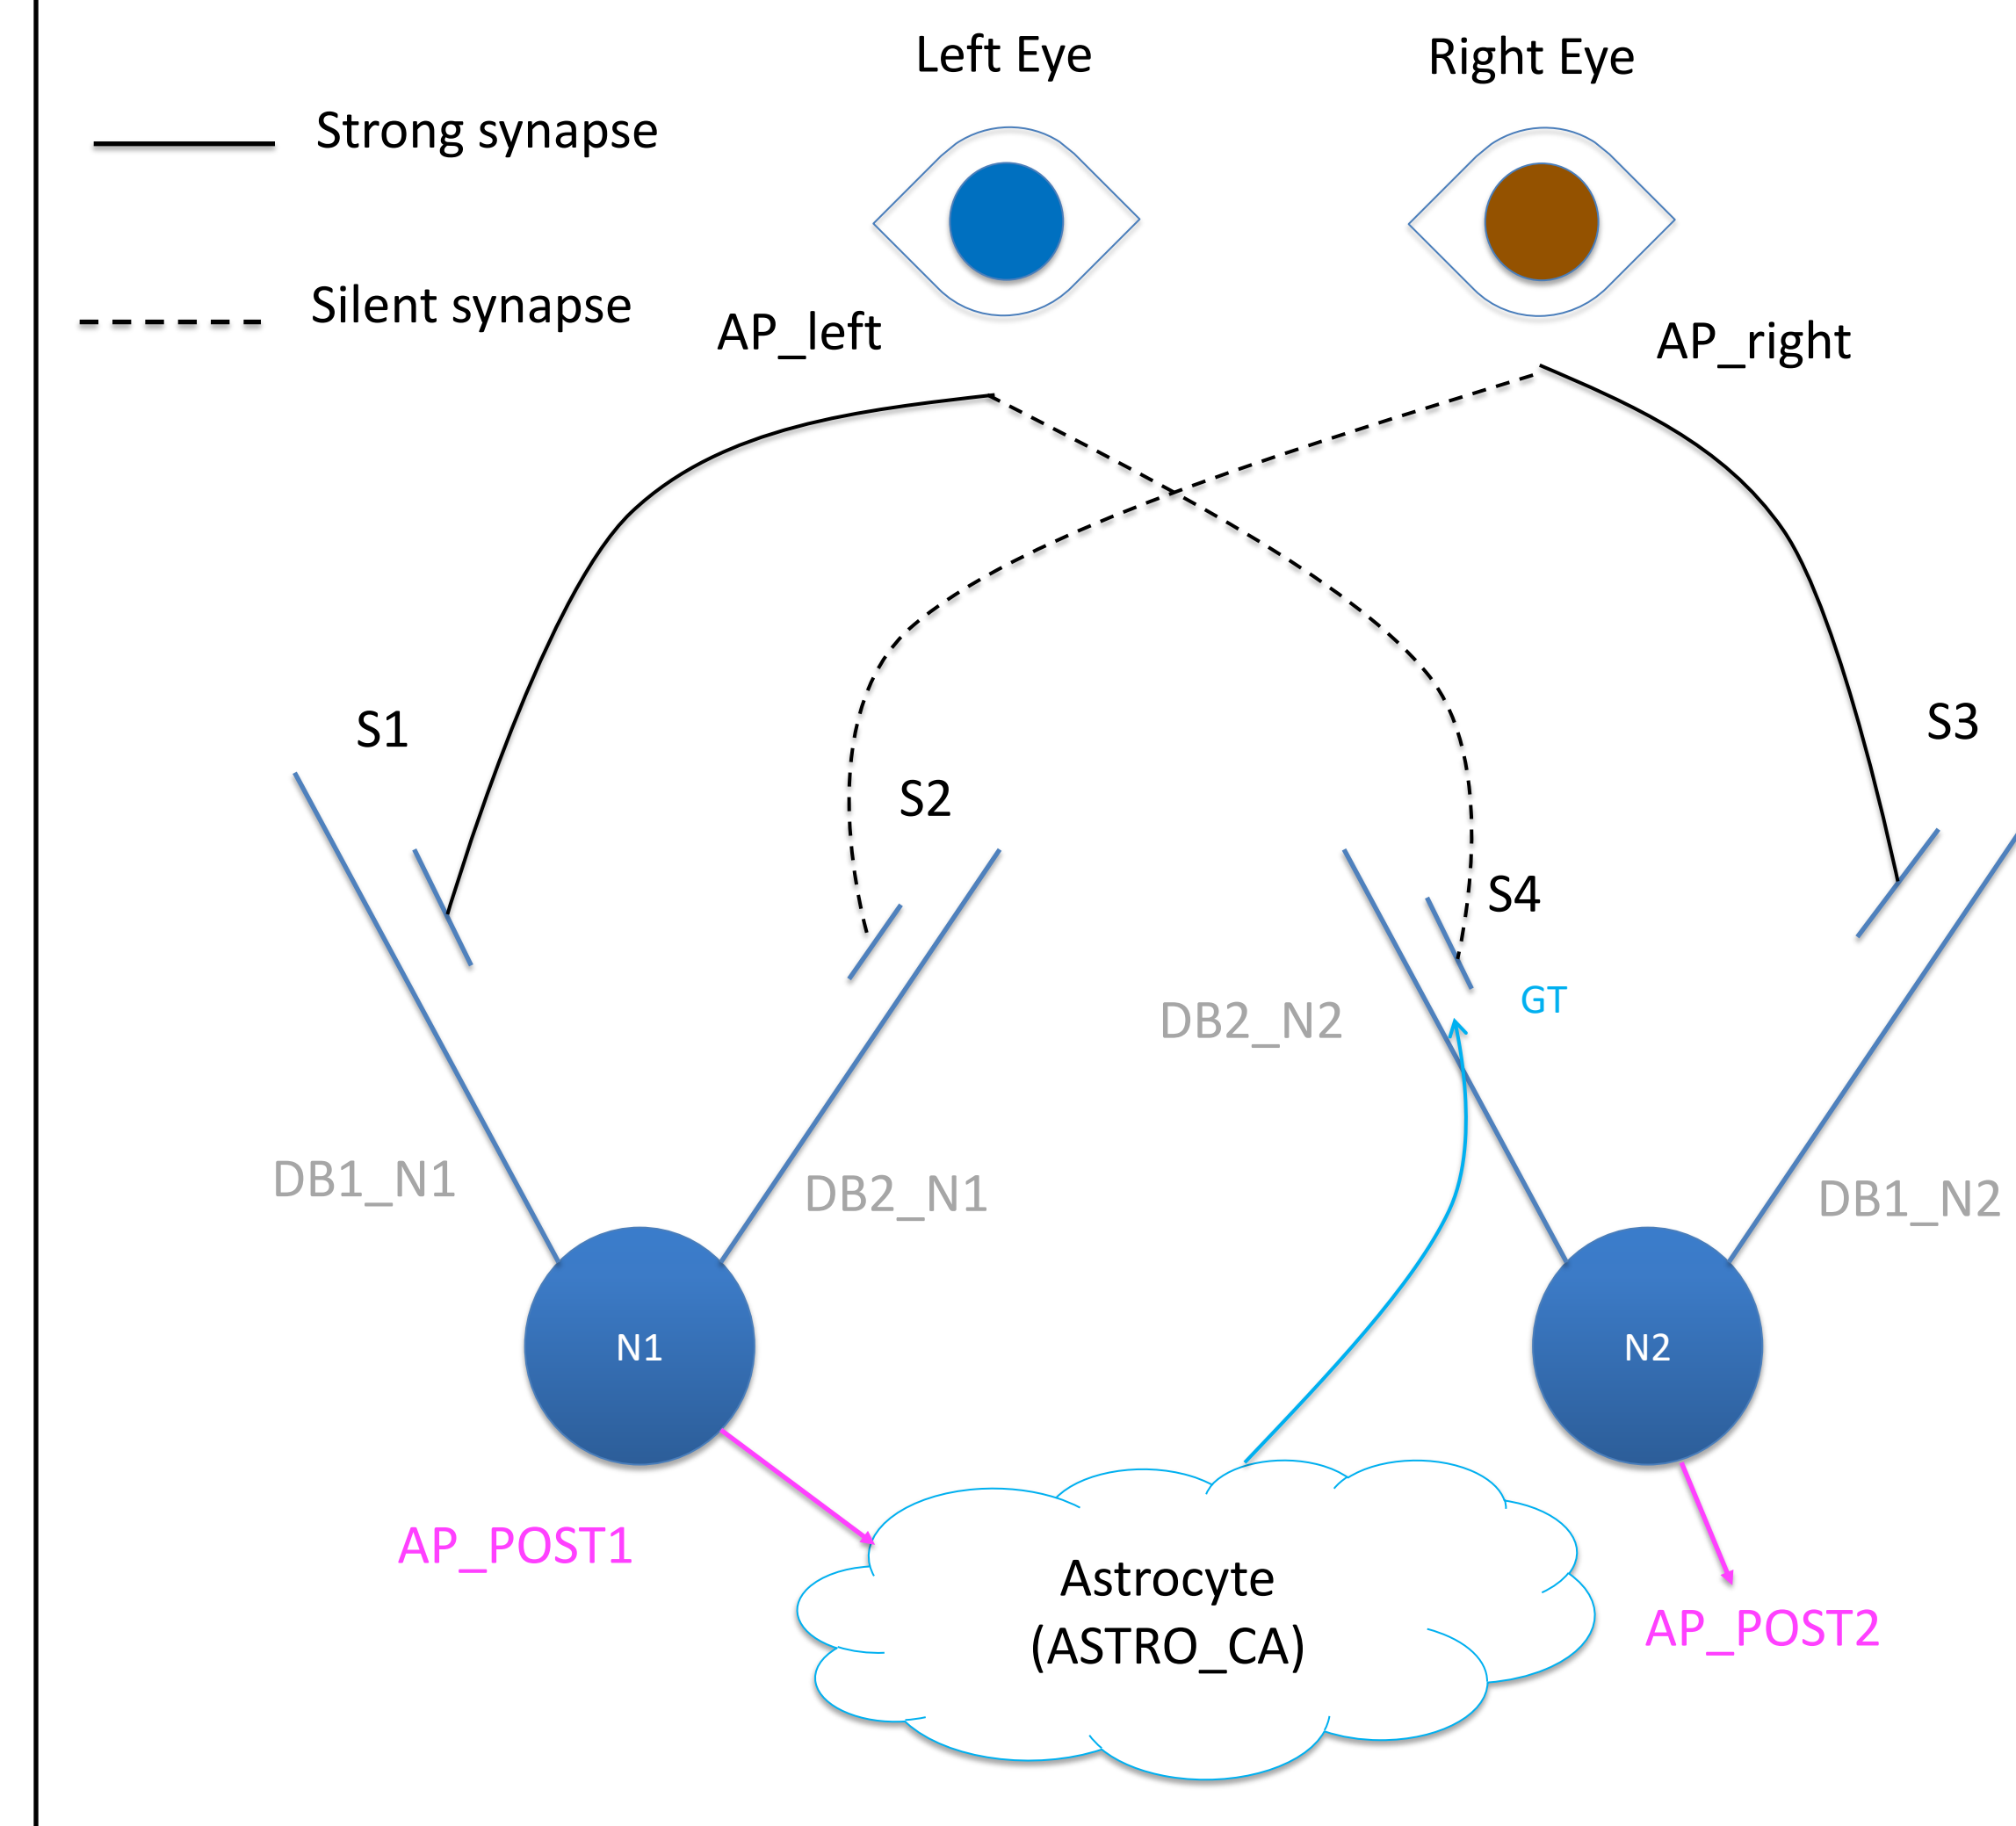 Left Eye
Right Eye
Strong synapse
Silent synapse
AP_left
AP_right
S1
S2
S3
S4
GT
DB2_N2
DB1_N1
DB2_N1
DB1_N2
N1
N2
AP_POST1
Astrocyte
(ASTRO_CA)
AP_POST2